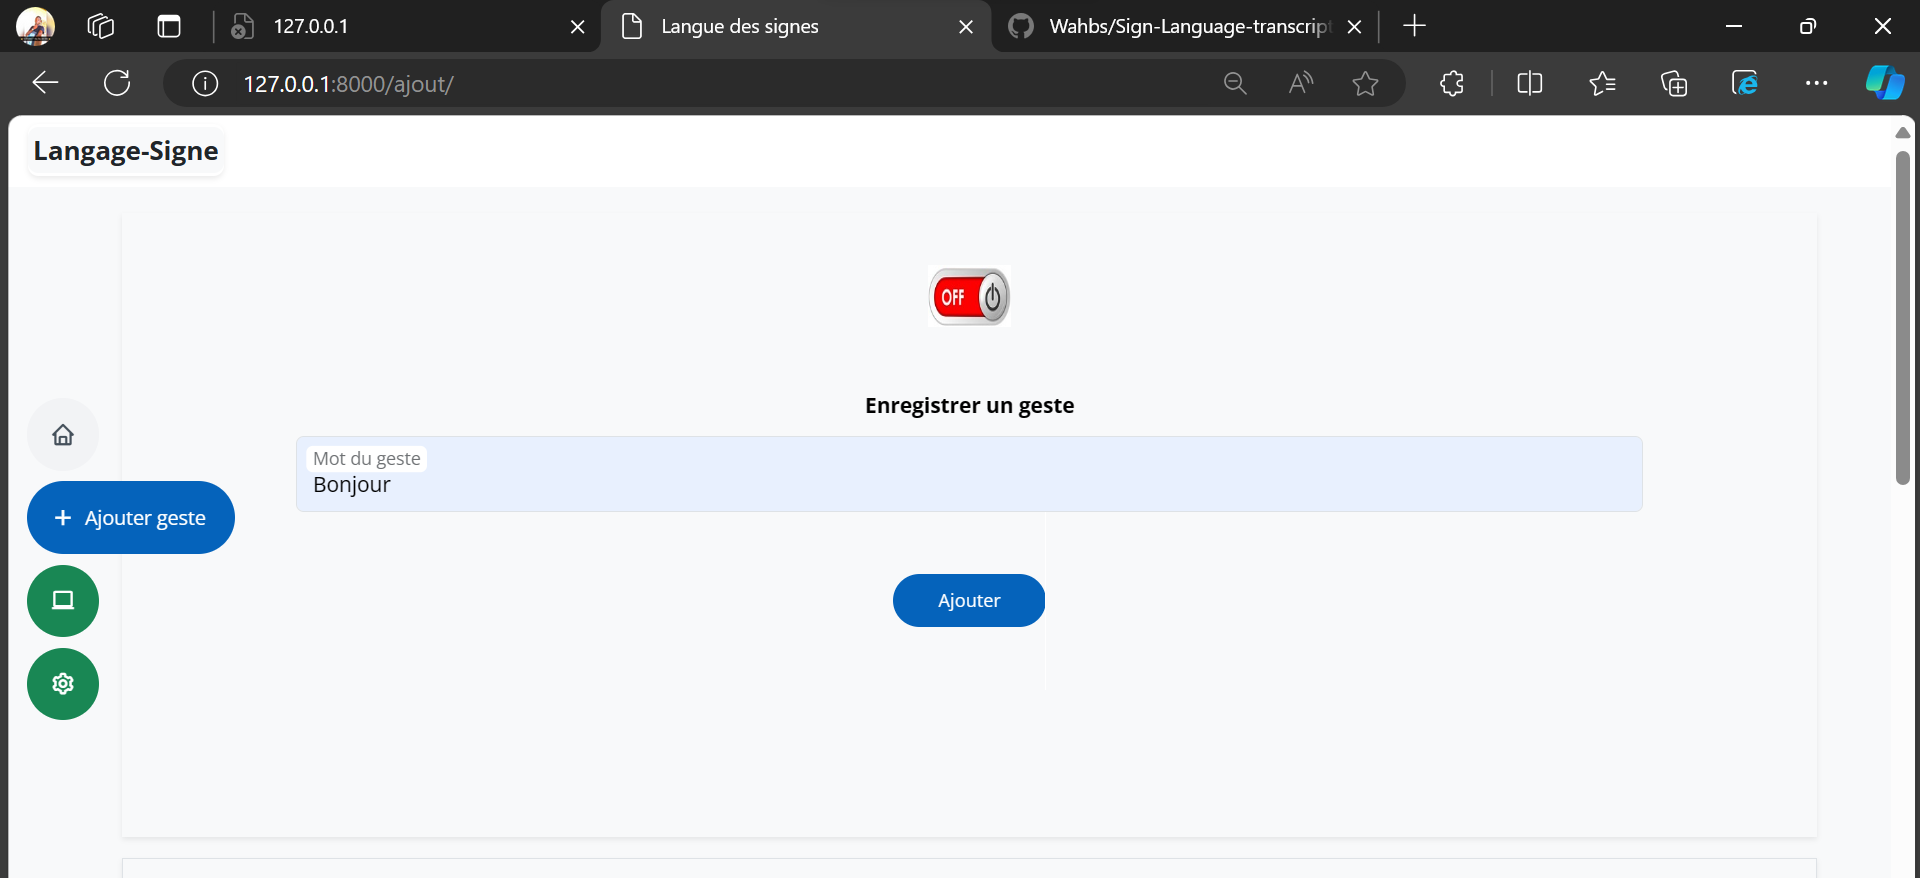 127.0.0.1
Langue des signes
Wahbs/Sign-Language-transcript
127.0.0.1:8000/ajout/
Langage-Signe
OFF
Enregistrer un geste
Mot du geste
Bonjour
Ajouter geste
Ajouter